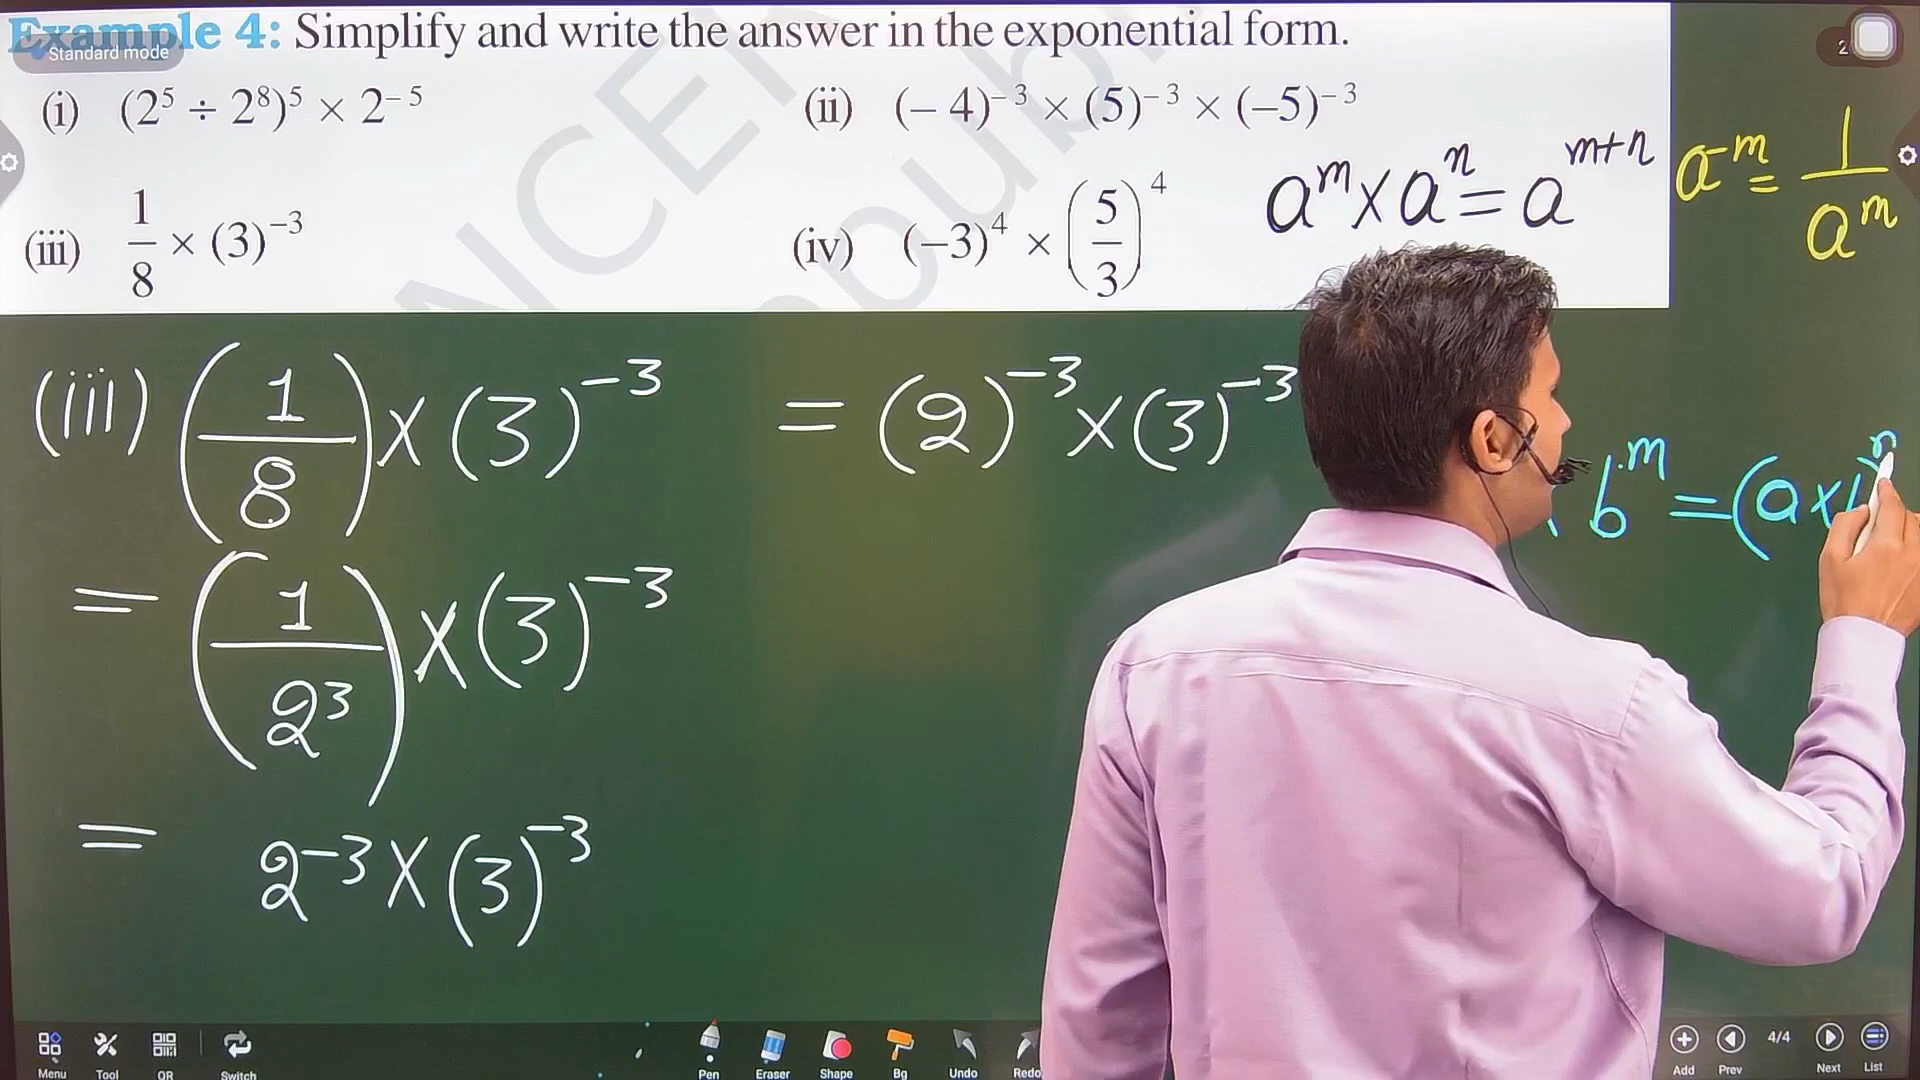 Example 4: Simplify and write the answer in the exponential form.
Standard mode
(i) (2⁵ ÷ 2⁸)⁵ × 2⁻⁵
(ii) (– 4)⁻³ × (5)⁻³ × (–5)⁻³
(iii) 1/8 × (3)⁻³
(iv) (–3)⁴ × (5/3)⁴
aᵐ × aⁿ = aᵐ⁺ⁿ
a⁻ᵐ = 1/aᵐ
(iii) (1/8) × (3)⁻³
= (1/2³) × (3)⁻³
= 2⁻³ × (3)⁻³
= (2)⁻³ × (3)⁻³
bᵐ = (a×
Menu Tool QR Switch Pen Eraser Shape Bg Undo Redo Add Prev 4/4 Next List